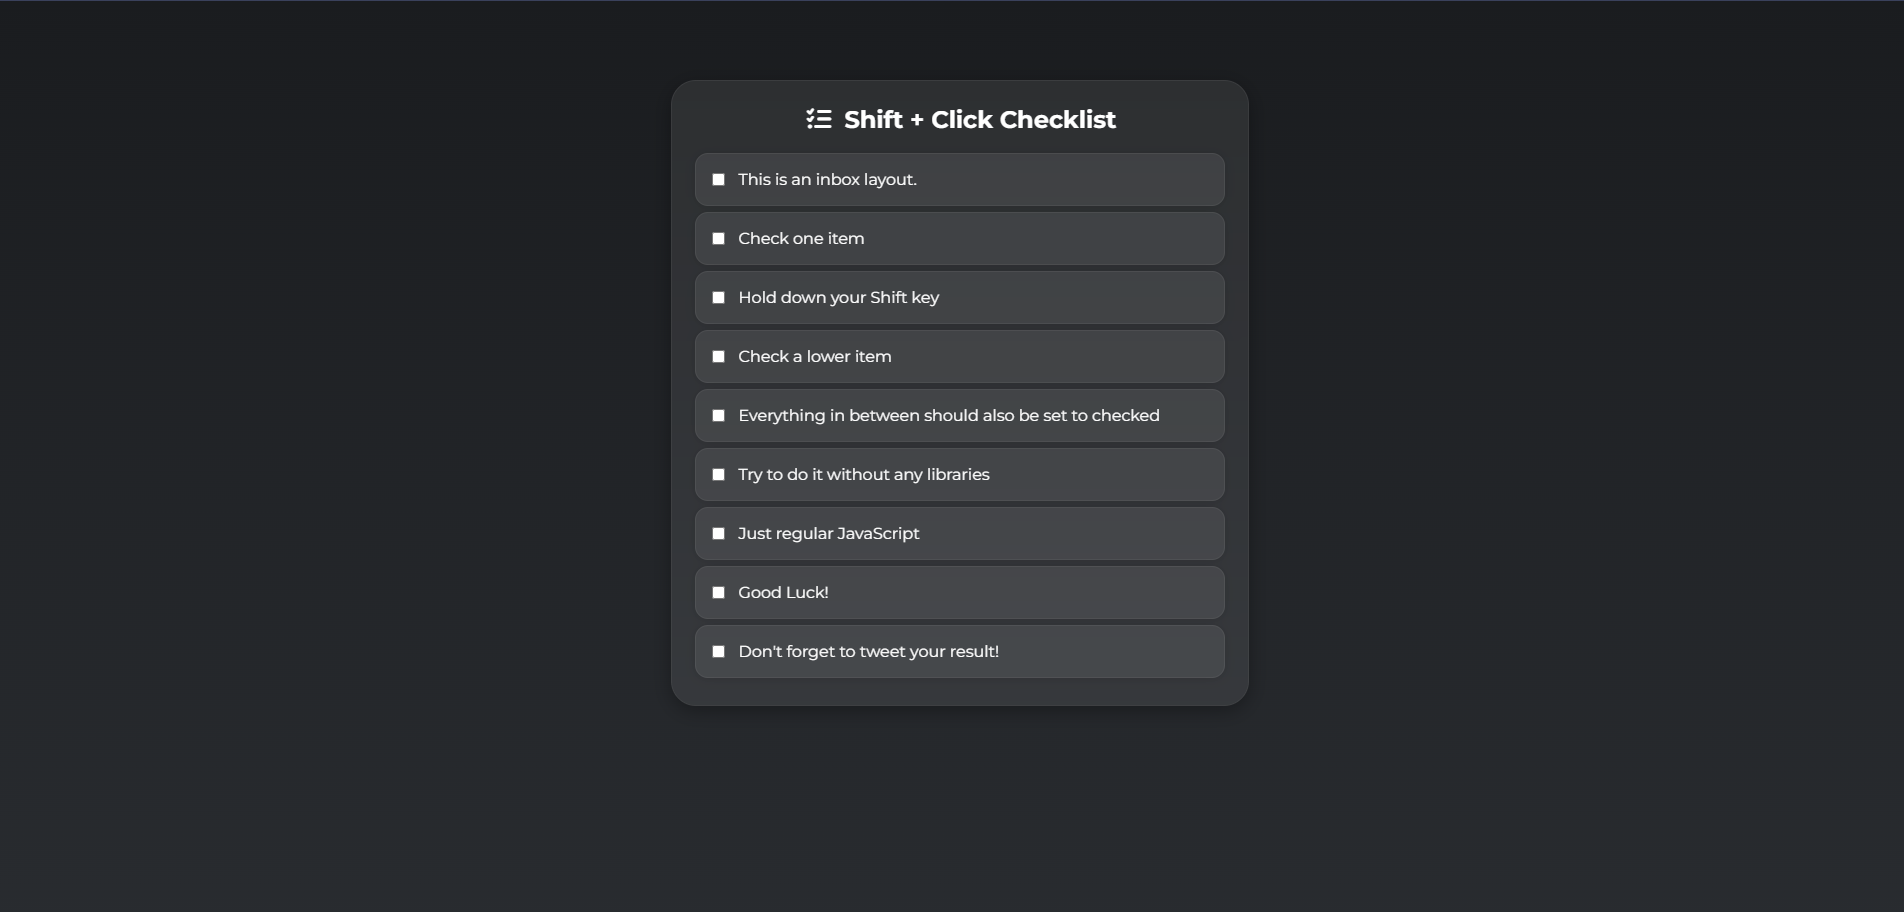 Shift + Click Checklist
This is an inbox layout.
Check one item
Hold down your Shift key
Check a lower item
Everything in between should also be set to checked
Try to do it without any libraries
Just regular JavaScript
Good Luck!
Don't forget to tweet your result!